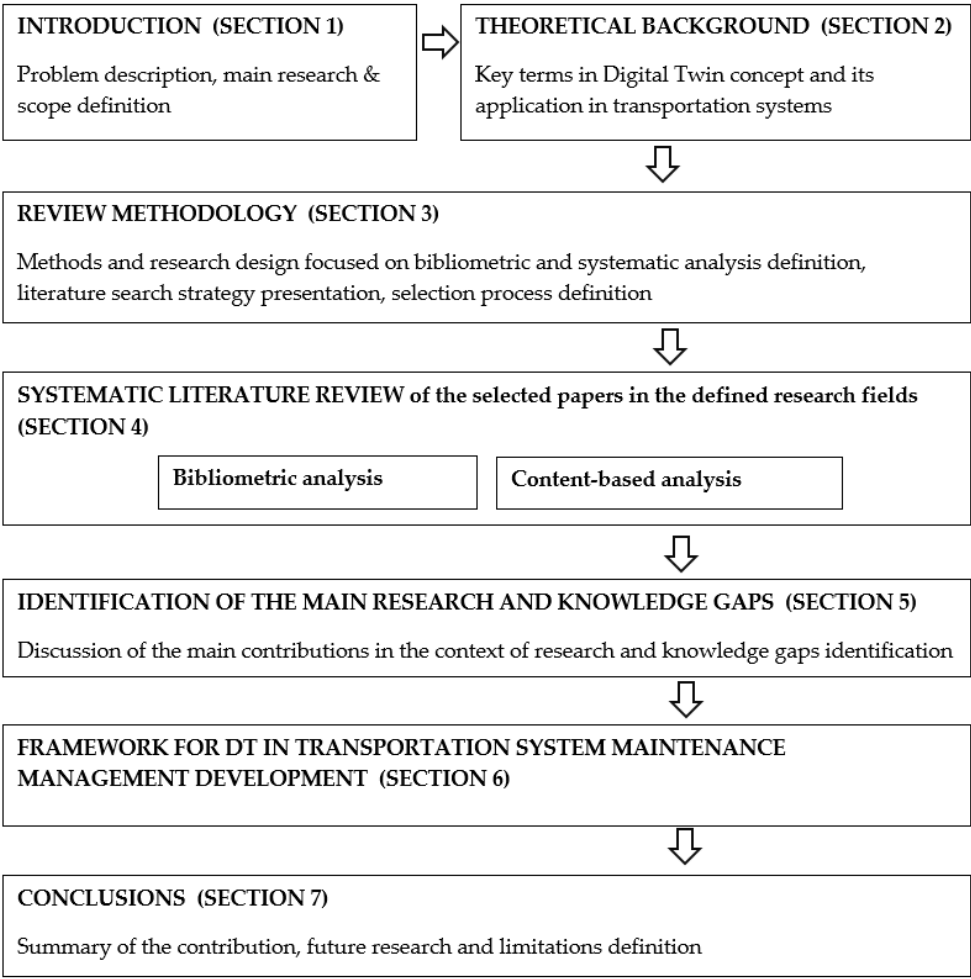 INTRODUCTION (SECTION 1)
Problem description, main research &
scope definition
THEORETICAL BACKGROUND (SECTION 2)
Key terms in Digital Twin concept and its
application in transportation systems
REVIEW METHODOLOGY (SECTION 3)
Methods and research design focused on bibliometric and systematic analysis definition,
literature search strategy presentation, selection process definition
SYSTEMATIC LITERATURE REVIEW of the selected papers in the defined research fields
(SECTION 4)
Bibliometric analysis
Content-based analysis
IDENTIFICATION OF THE MAIN RESEARCH AND KNOWLEDGE GAPS (SECTION 5)
Discussion of the main contributions in the context of research and knowledge gaps identification
FRAMEWORK FOR DT IN TRANSPORTATION SYSTEM MAINTENANCE
MANAGEMENT DEVELOPMENT (SECTION 6)
CONCLUSIONS (SECTION 7)
Summary of the contribution, future research and limitations definition